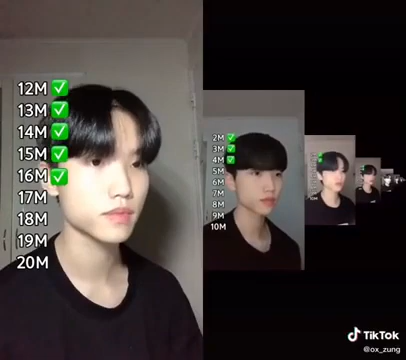 12M ✅
13M ✅
14M ✅
15M ✅
16M ✅
17M
18M
19M
20M
2M ✅
3M ✅
4M ✅
5M
6M
7M
8M
9M
10M
TikTok
@ox_zung